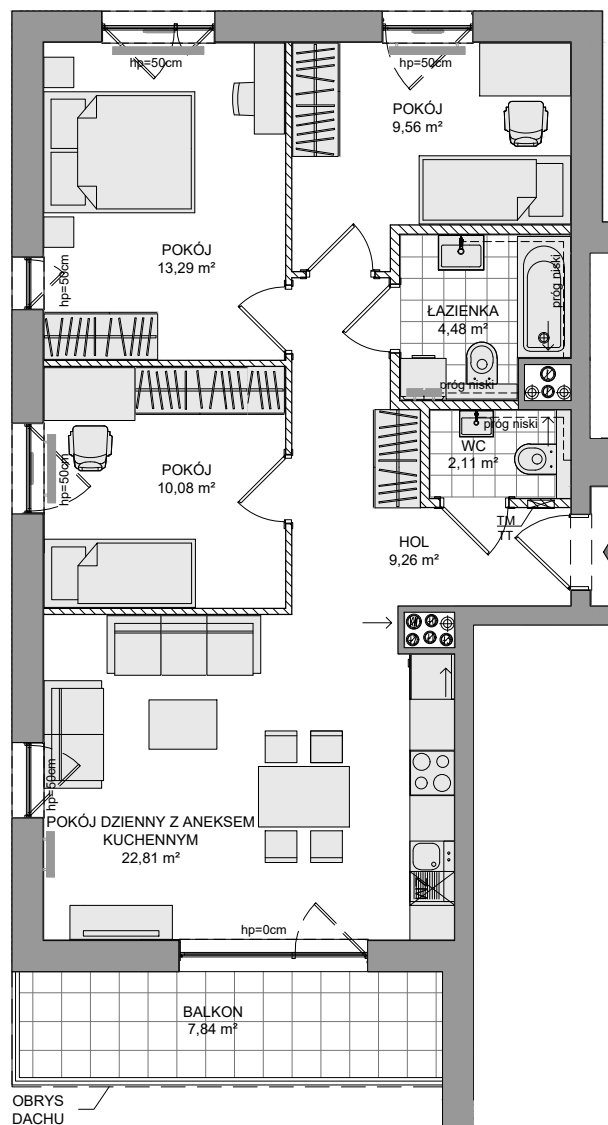 hp=50cm
hp=50cm
POKÓJ
9,56 m²
POKÓJ
13,29 m²
hp=50cm
ŁAZIENKA
4,48 m²
próg niski
próg niski
próg niski
WC
2,11 m²
POKÓJ
10,08 m²
hp=50cm
TM
TT
HOL
9,26 m²
hp=50cm
POKÓJ DZIENNY Z ANEKSEM
KUCHENNYM
22,81 m²
NZ
hp=0cm
BALKON
7,84 m²
OBRYS
DACHU